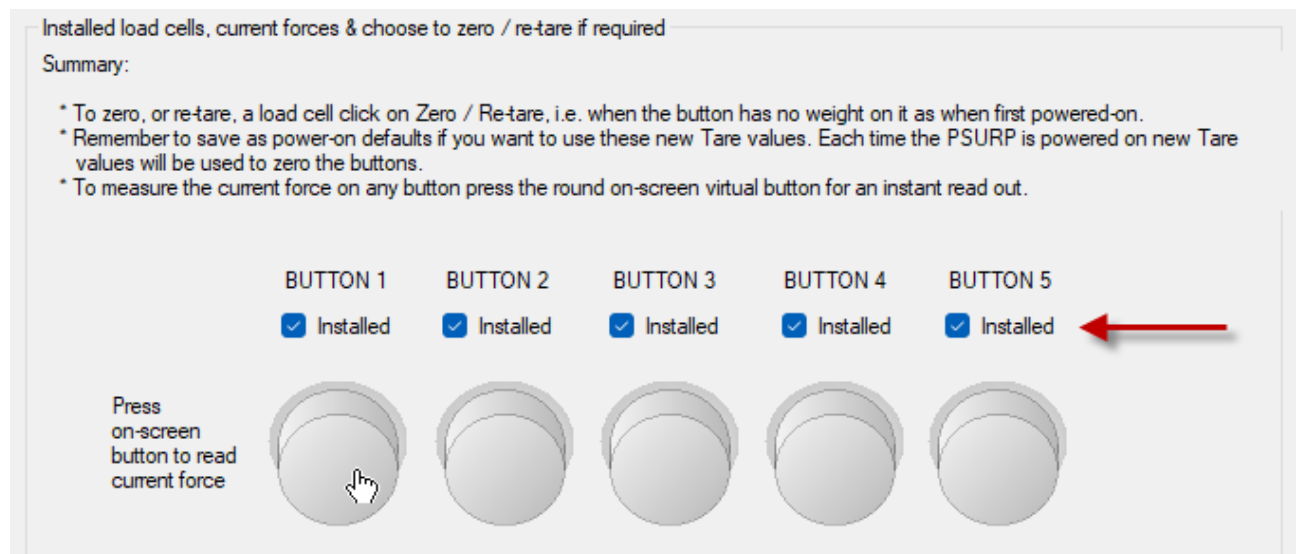 Installed load cells, current forces & choose to zero / re-tare if required
Summary:
* To zero, or re-tare, a load cell click on Zero / Re-tare, i.e. when the button has no weight on it as when first powered-on.
* Remember to save as power-on defaults if you want to use these new Tare values. Each time the PSURP is powered on new Tare
values will be used to zero the buttons.
* To measure the current force on any button press the round on-screen virtual button for an instant read out.
BUTTON 1 BUTTON 2 BUTTON 3 BUTTON 4 BUTTON 5
Installed Installed Installed Installed Installed
Press
on-screen
button to read
current force